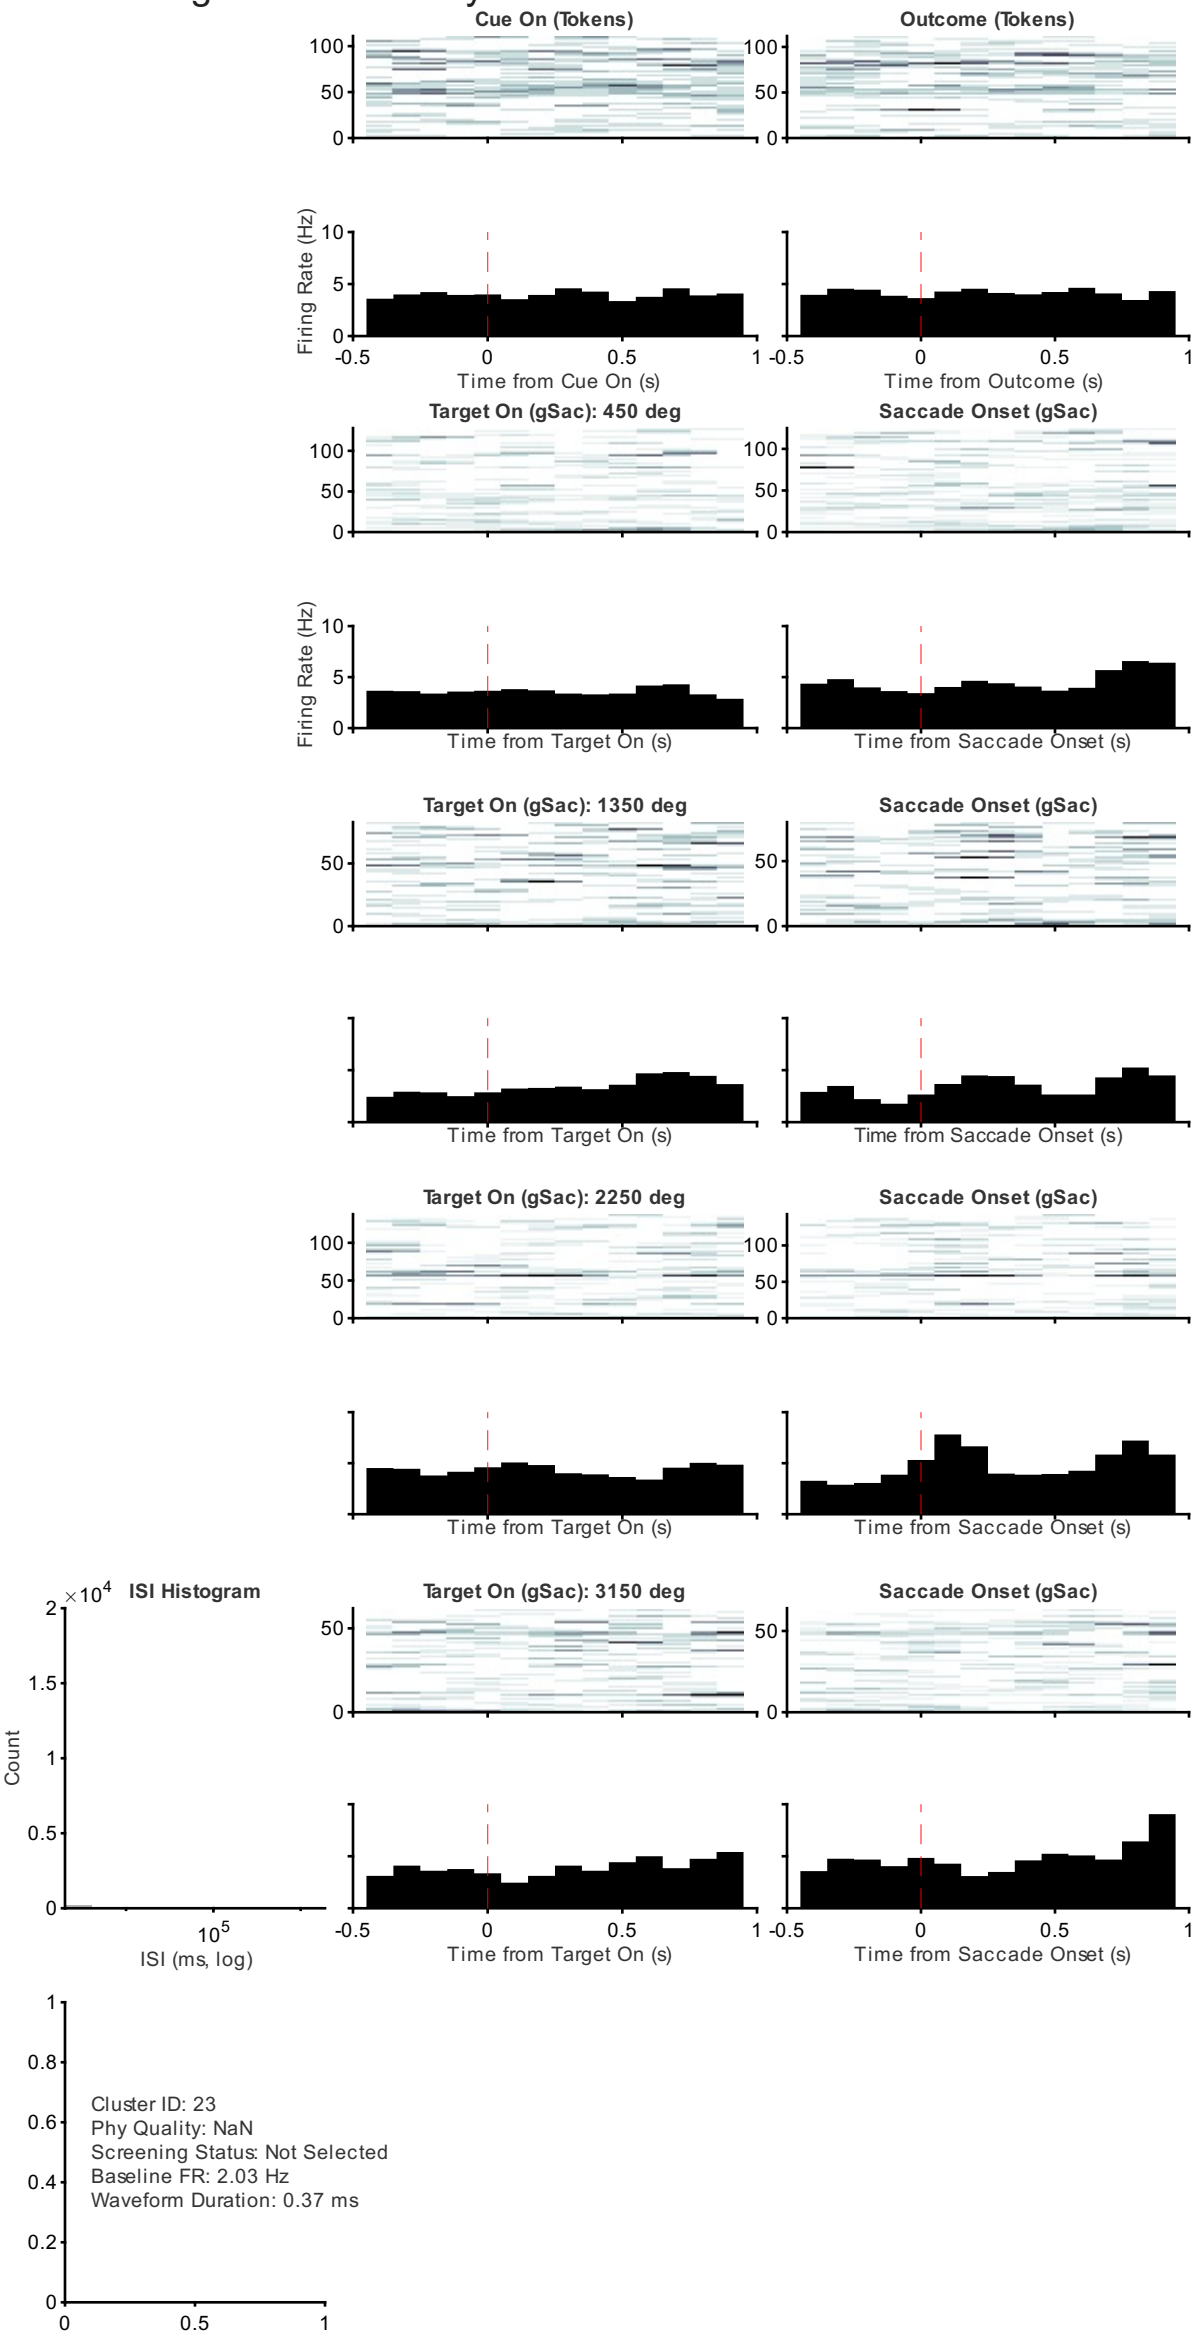 Cue On (Tokens)
Outcome (Tokens)
100
50
0
100
50
0
Firing Rate (Hz)
10
5
0
-0.5
0
0.5
1
-0.5
0
0.5
1
Time from Cue On (s)
Time from Outcome (s)
Target On (gSac): 450 deg
Saccade Onset (gSac)
100
50
0
100
50
0
Firing Rate (Hz)
10
5
0
Time from Target On (s)
Time from Saccade Onset (s)
Target On (gSac): 1350 deg
Saccade Onset (gSac)
50
0
50
0
Time from Target On (s)
Time from Saccade Onset (s)
Target On (gSac): 2250 deg
Saccade Onset (gSac)
100
50
0
100
50
0
Time from Target On (s)
Time from Saccade Onset (s)
×10⁴
ISI Histogram
Target On (gSac): 3150 deg
Saccade Onset (gSac)
2
1.5
1
0.5
0
Count
10⁵
ISI (ms, log)
50
0
50
0
-0.5
0
0.5
1
-0.5
0
0.5
1
Time from Target On (s)
Time from Saccade Onset (s)
1
0.8
0.6
0.4
0.2
0
Cluster ID: 23
Phy Quality: NaN
Screening Status: Not Selected
Baseline FR: 2.03 Hz
Waveform Duration: 0.37 ms
0
0.5
1